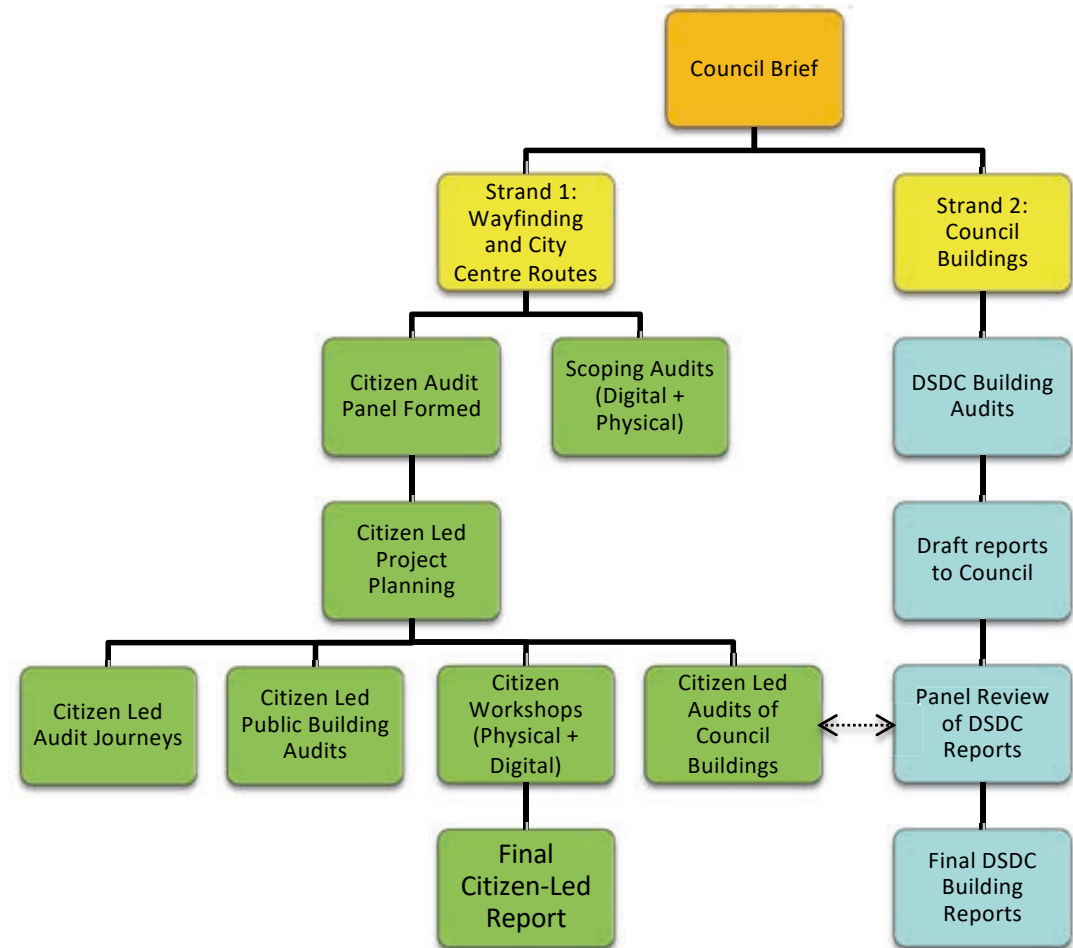 Council Brief
Strand 1:
Wayfinding
and City
Centre Routes
Strand 2:
Council
Buildings
Citizen Audit
Panel Formed
Scoping Audits
(Digital +
Physical)
DSDC Building
Audits
Citizen Led
Project
Planning
Draft reports
to Council
Citizen Led
Audit Journeys
Citizen Led
Public Building
Audits
Citizen
Workshops
(Physical +
Digital)
Citizen Led
Audits of
Council
Buildings
Panel Review
of DSDC
Reports
Final
Citizen-Led
Report
Final DSDC
Building
Reports